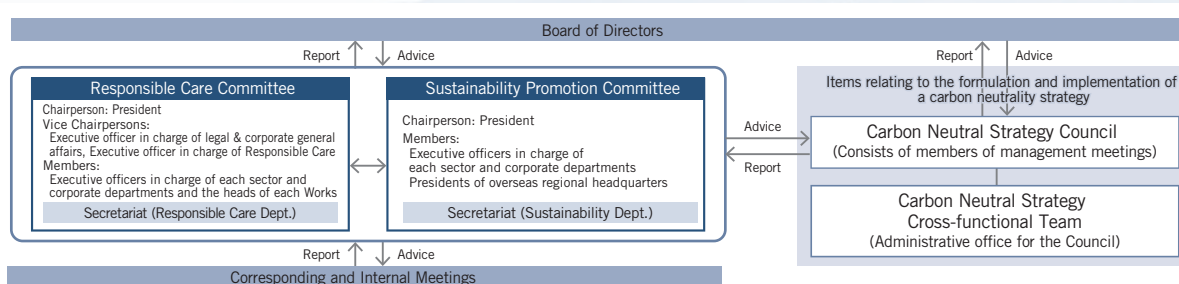 Board of Directors
Report
Advice
Report
Advice
Responsible Care Committee
Chairperson: President
Vice Chairpersons:
Executive officer in charge of legal & corporate general
affairs, Executive officer in charge of Responsible Care
Members:
Executive officers in charge of each sector and
corporate departments and the heads of each Works
Secretariat (Responsible Care Dept.)
Sustainability Promotion Committee
Chairperson: President
Members:
Executive officers in charge of
each sector and corporate departments
Presidents of overseas regional headquarters
Secretariat (Sustainability Dept.)
Advice
Report
Items relating to the formulation and implementation of
a carbon neutrality strategy
Carbon Neutral Strategy Council
(Consists of members of management meetings)
Carbon Neutral Strategy
Cross-functional Team
(Administrative office for the Council)
Report
Advice
Corresponding and Internal Meetings